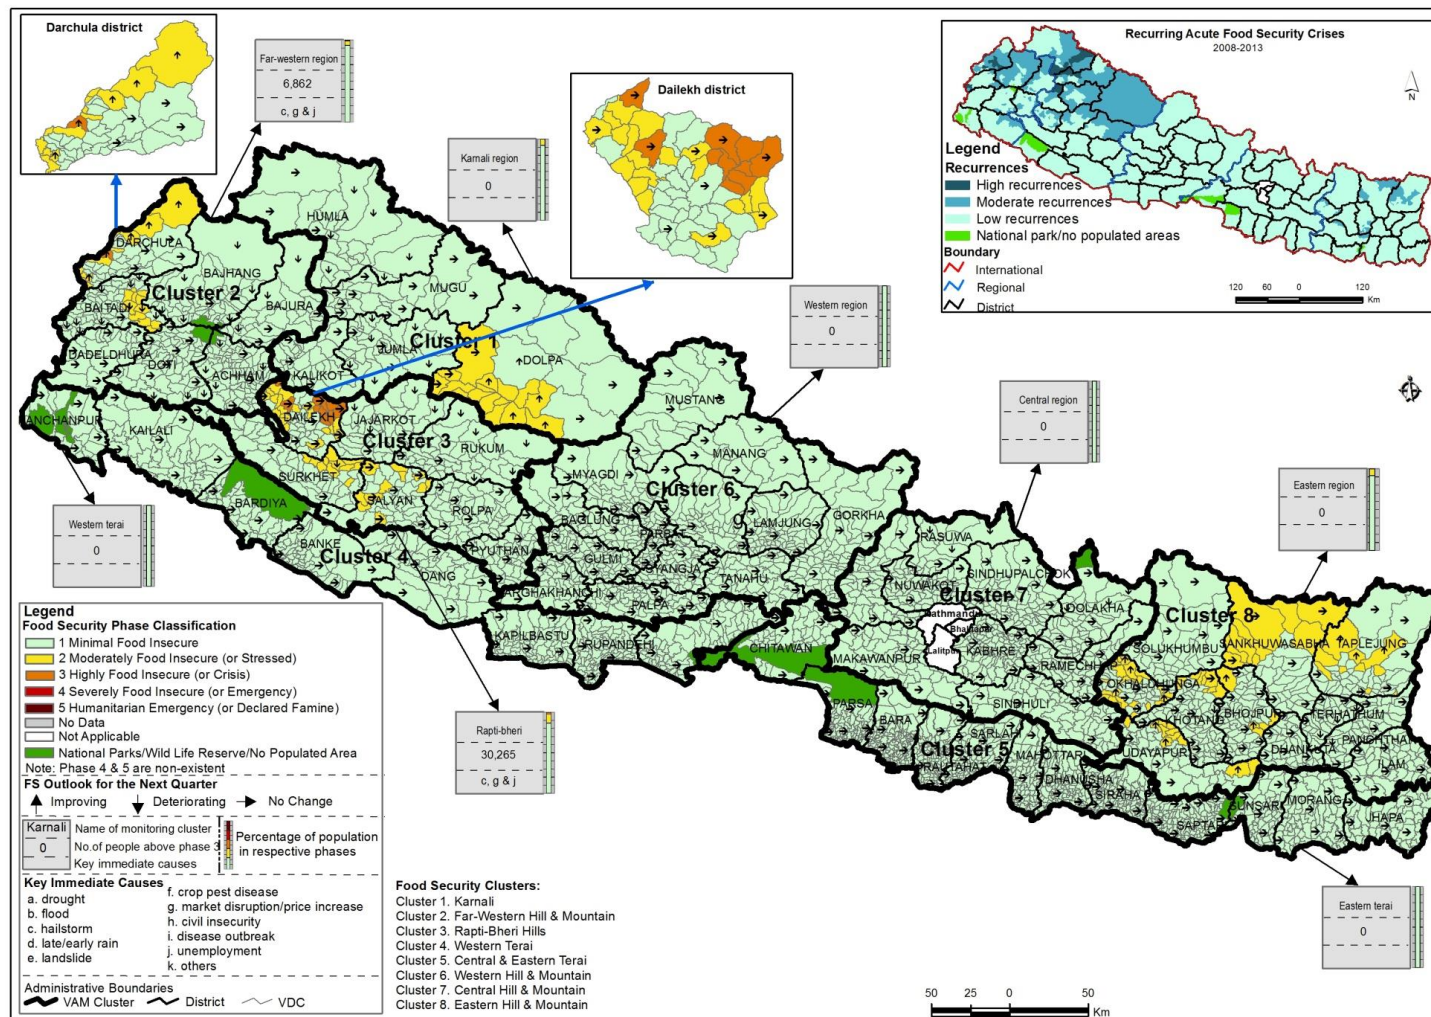 Darchula district
Far-western region
6,862
c, g & j
Karnali region
0
Dailekh district
Recurring Acute Food Security Crises
2008-2013
N
Legend
Recurrences
High recurrences
Moderate recurrences
Low recurrences
National park/no populated areas
Boundary
International
Regional
District
120 60 0 120
Km
Western region
0
Central region
0
Eastern region
0
Western terai
0
Rapti-bheri
30,265
c, g & j
Eastern terai
0
HUMLA
DARCHULA
BAJHANG
Cluster 2
BAITADI
BAJURA
MUGU
DADELDHURA
DOTI
ACHHAM
JUMLA
Cluster 1
DOLPA
KALIKOT
KANCHANPUR
KAILALI
DAILEKH
JAJARKOT
Cluster 3
RUKUM
MUSTANG
SURKHET
SALYAN
ROLPA
BARDIYA
BANKE
Cluster 4
DANG
PYUTHAN
MYAGDI
MANANG
Cluster 6
BAGLUNG
PARBAT
LAMJUNG
GORKHA
GULMI
SYANGJA
TANAHU
ARGHAKHANCHI
PALPA
KAPILBASTU
RUPANDEHI
CHITAWAN
RASUWA
NUWAKOT
SINDHUPALCHOK
Cluster 7
Kathmandu
Bhaktapur
Lalitpur
DOLAKHA
MAKAWANPUR
KABHRE
RAMECHHAP
SINDHULI
PARSA
BARA
SARLAHI
Cluster 5
RAUTAHAT
MAHOTTARI
DHANUSHA
SIRAHA
SAPTARI
Cluster 8
SOLUKHUMBU
SANKHUWASABHA
TAPLEJUNG
OKHALDHUNGA
KHOTANG
BHOJPUR
TERHATHUM
UDAYAPUR
DHANKUTA
PANCHTHAR
ILAM
SUNSARI
MORANG
JHAPA
Legend
Food Security Phase Classification
1 Minimal Food Insecure
2 Moderately Food Insecure (or Stressed)
3 Highly Food Insecure (or Crisis)
4 Severely Food Insecure (or Emergency)
5 Humanitarian Emergency (or Declared Famine)
No Data
Not Applicable
National Parks/Wild Life Reserve/No Populated Area
Note: Phase 4 & 5 are non-existent
FS Outlook for the Next Quarter
Improving Deteriorating No Change
Karnali Name of monitoring cluster
0 No.of people above phase 3
Key immediate causes
Percentage of population
in respective phases
Key Immediate Causes
a. drought
b. flood
c. hailstorm
d. late/early rain
e. landslide
f. crop pest disease
g. market disruption/price increase
h. civil insecurity
i. disease outbreak
j. unemployment
k. others
Administrative Boundaries
VAM Cluster District VDC
Food Security Clusters:
Cluster 1. Karnali
Cluster 2. Far-Western Hill & Mountain
Cluster 3. Rapti-Bheri Hills
Cluster 4. Western Terai
Cluster 5. Central & Eastern Terai
Cluster 6. Western Hill & Mountain
Cluster 7. Central Hill & Mountain
Cluster 8. Eastern Hill & Mountain
50 25 0 50
Km